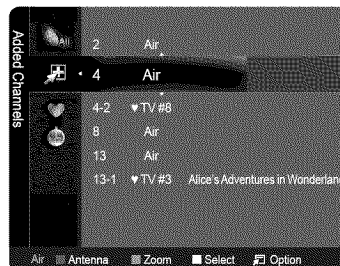 Added Channels
All
2 Air
4 Air
4-2 ♥ TV #8
8 Air
13 Air
13-1 ♥ TV #3 Alice's Adventures in Wonderlan
Air Antenna Zoom Select Option